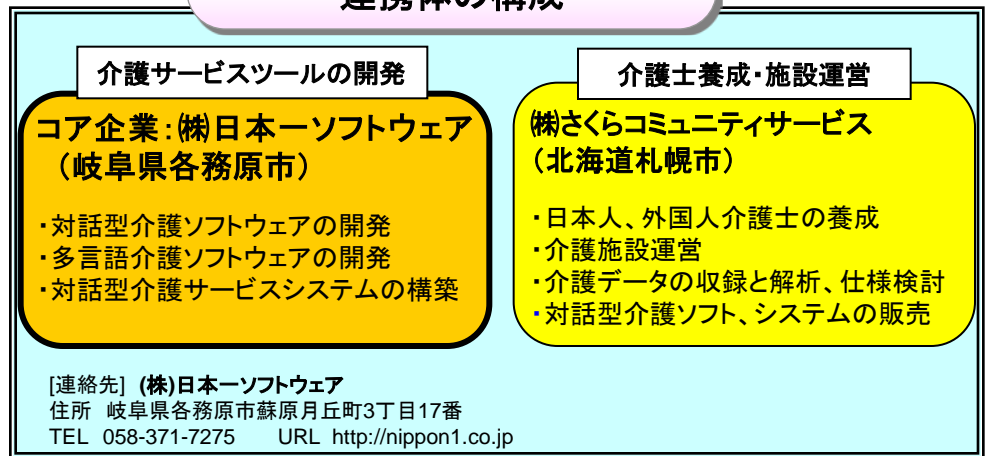 連携体の構成
介護サービスツールの開発
コア企業：㈱日本一ソフトウェア
（岐阜県各務原市）
・対話型介護ソフトウェアの開発
・多言語介護ソフトウェアの開発
・対話型介護サービスシステムの構築
介護士養成・施設運営
㈱さくらコミュニティサービス
（北海道札幌市）
・日本人、外国人介護士の養成
・介護施設運営
・介護データの収録と解析、仕様検討
・対話型介護ソフト、システムの販売
[連絡先] (株)日本一ソフトウェア
住所 岐阜県各務原市蘇原月丘町3丁目17番
TEL 058-371-7275 URL http://nippon1.co.jp